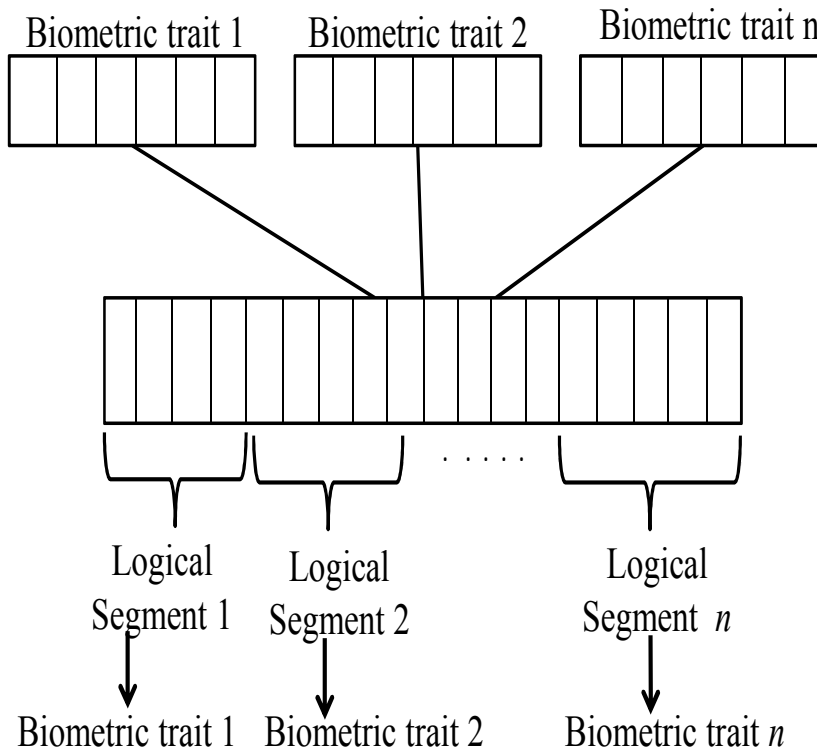 Biometric trait 1
Biometric trait 2
Biometric trait n
. . . . .
Logical
Segment 1
Logical
Segment 2
Logical
Segment n
Biometric trait 1
Biometric trait 2
Biometric trait n